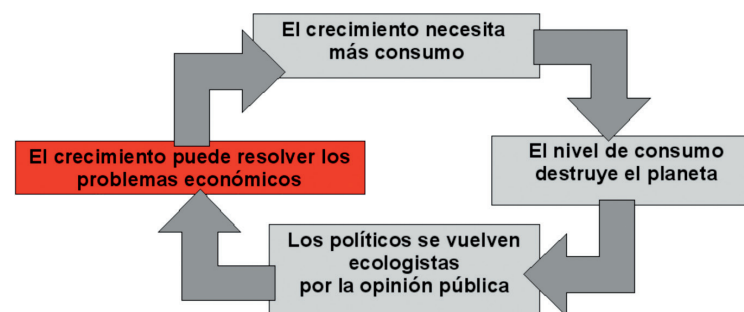 El crecimiento necesita
más consumo
El crecimiento puede resolver los
problemas económicos
El nivel de consumo
destruye el planeta
Los políticos se vuelven
ecologistas
por la opinión pública